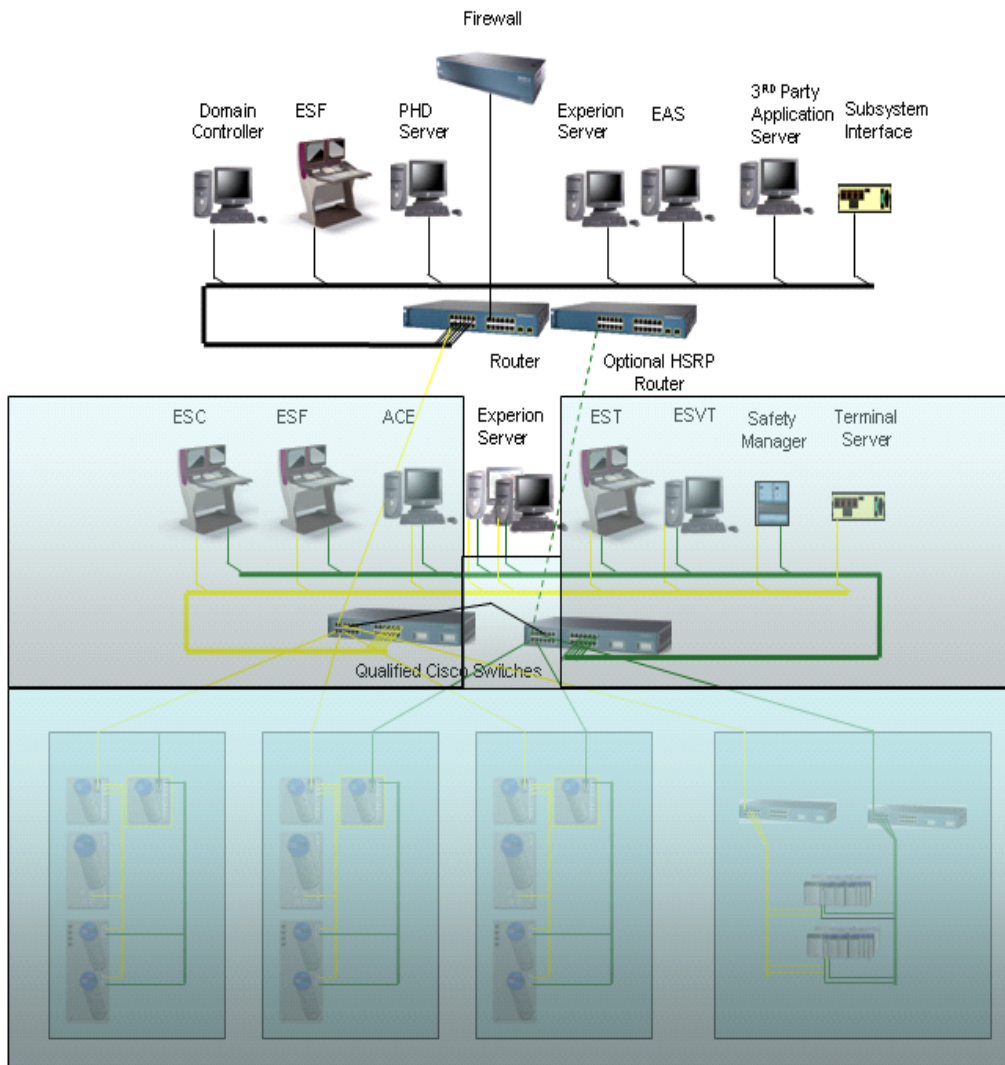 Firewall
Domain
Controller
ESF
PHD
Server
Experion
Server
EAS
3RD Party
Application
Server
Subsystem
Interface
Router
Optional HSRP
Router
ESC
ESF
ACE
Experion
Server
EST
ESVT
Safety
Manager
Terminal
Server
Qualified Cisco Switches